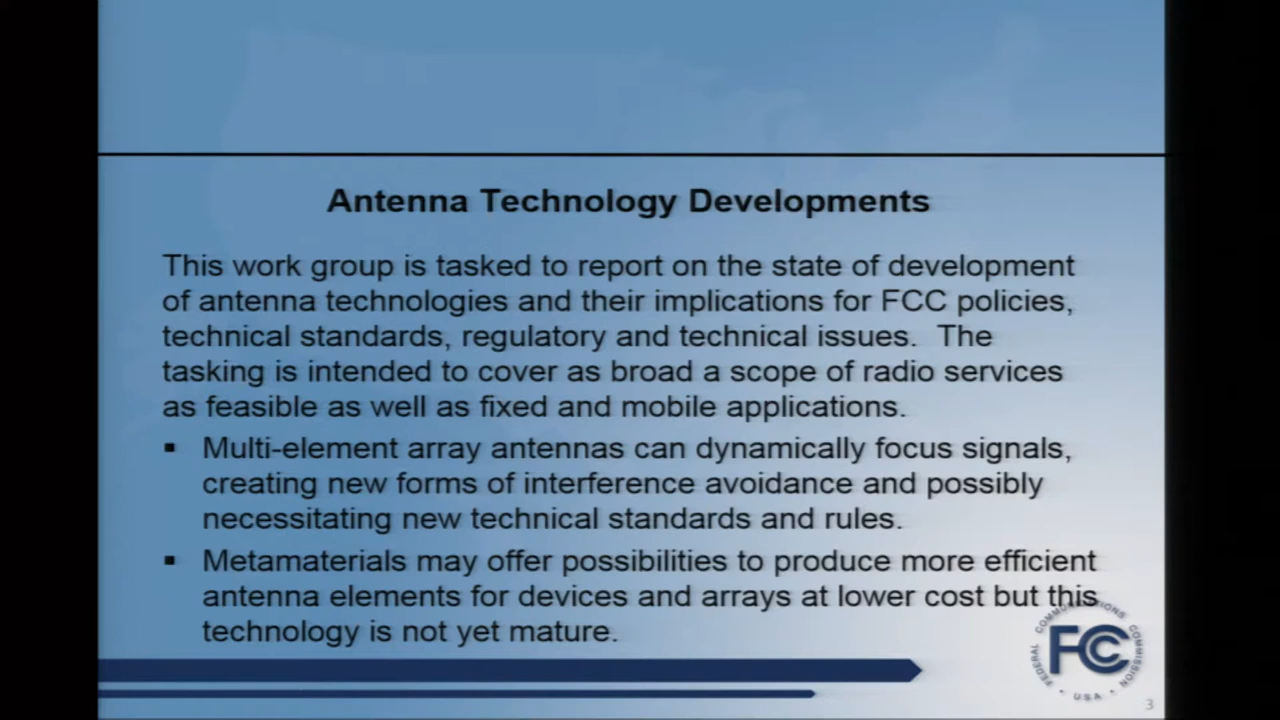 Antenna Technology Developments
This work group is tasked to report on the state of development
of antenna technologies and their implications for FCC policies,
technical standards, regulatory and technical issues. The
tasking is intended to cover as broad a scope of radio services
as feasible as well as fixed and mobile applications.
▪ Multi-element array antennas can dynamically focus signals,
creating new forms of interference avoidance and possibly
necessitating new technical standards and rules.
▪ Metamaterials may offer possibilities to produce more efficient
antenna elements for devices and arrays at lower cost but this
technology is not yet mature.
FEDERAL COMMUNICATIONS COMMISSION
FCC
• USA •
3